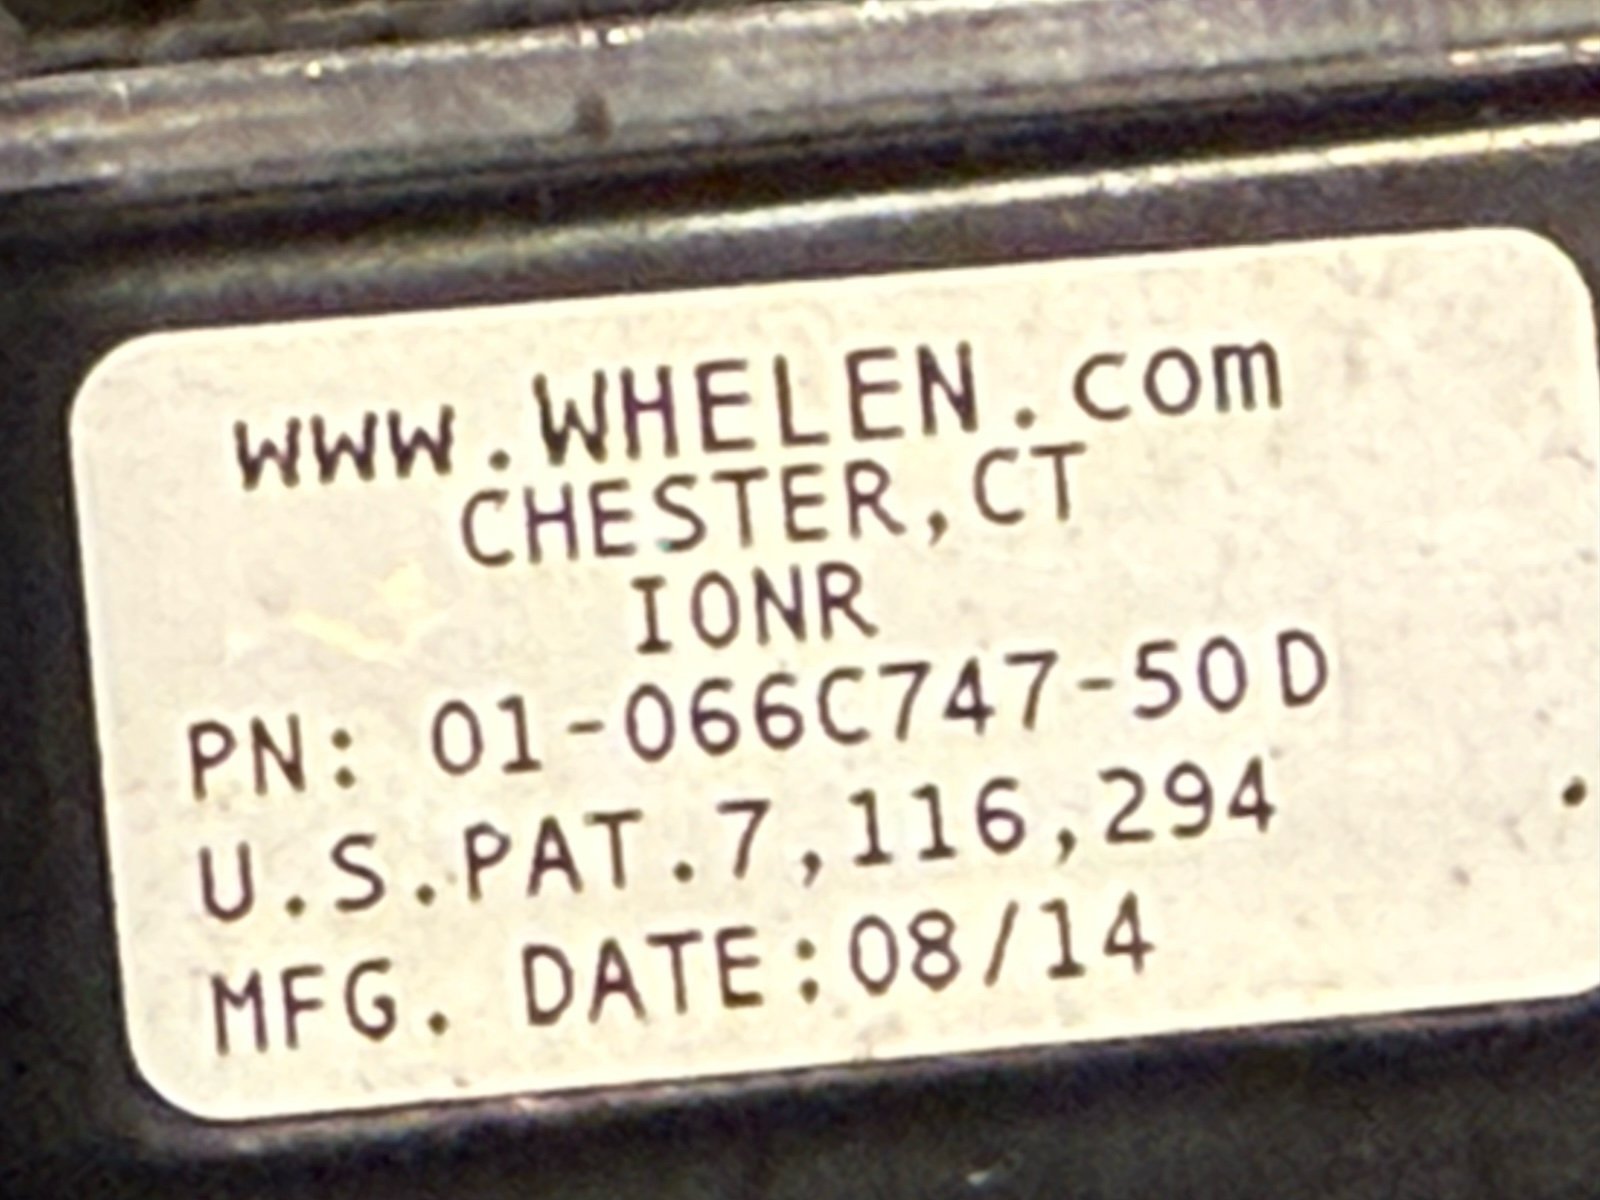 www.WHELEN.com
CHESTER,CT
IONR
PN: 01-066C747-50D
U.S.PAT.7,116,294
MFG. DATE:08/14